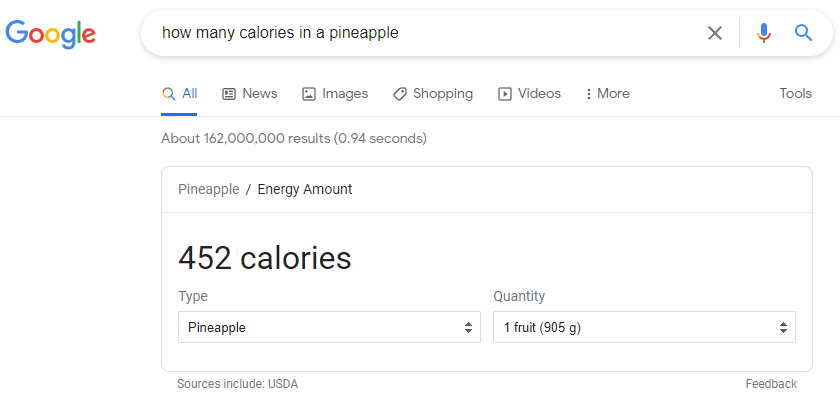 Google how many calories in a pineapple
All News Images Shopping Videos More Tools
About 162,000,000 results (0.94 seconds)
Pineapple / Energy Amount
452 calories
Type Quantity
Pineapple 1 fruit (905 g)
Sources include: USDA Feedback